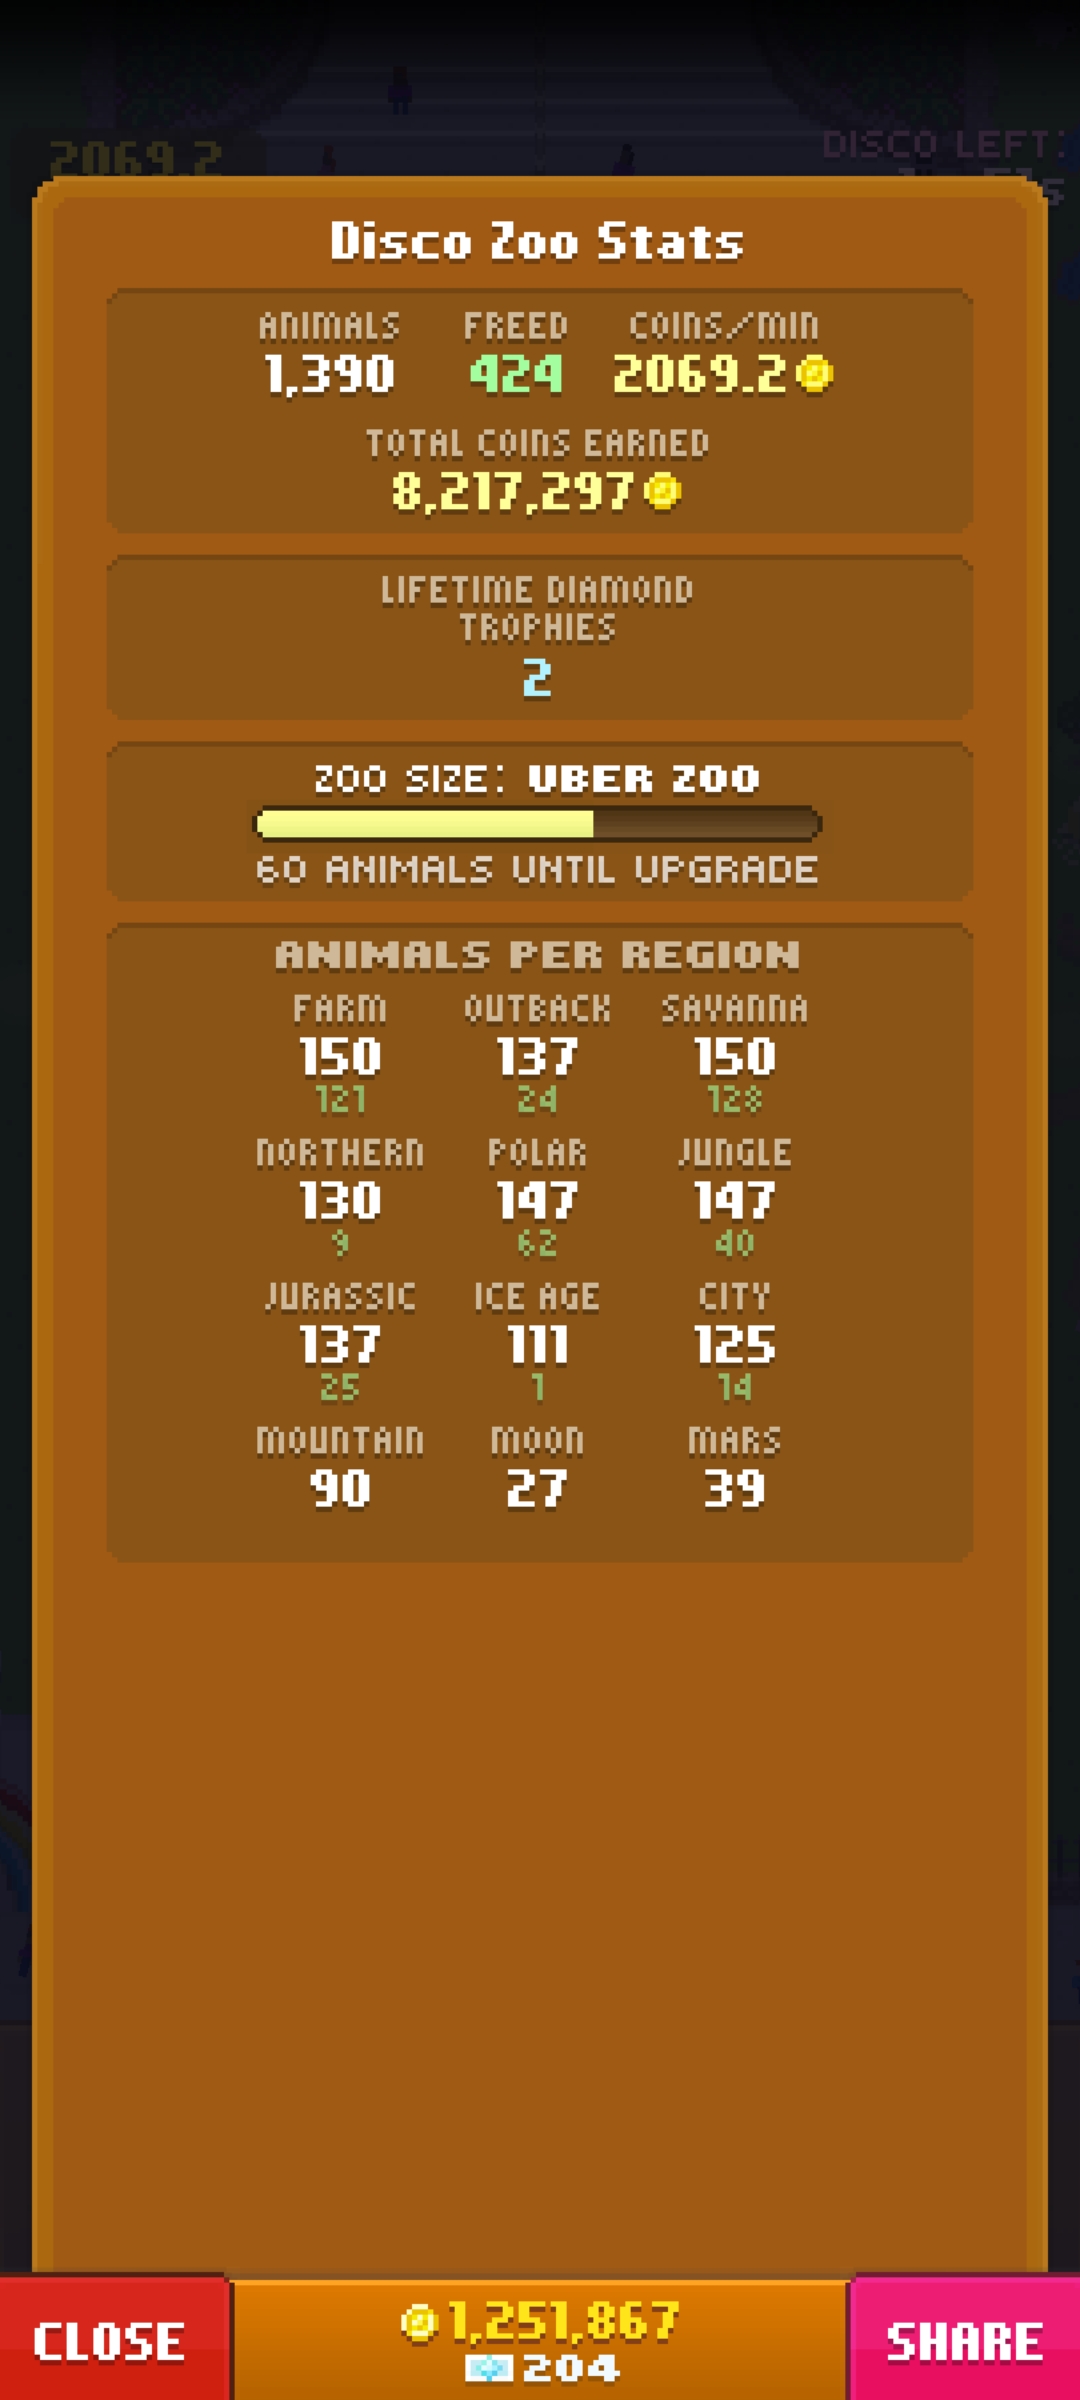 2069.2
DISCO LEFT:
Disco Zoo Stats
ANIMALS FREED COINS/MIN
1,390 424 2069.2
TOTAL COINS EARNED
8,217,297
LIFETIME DIAMOND
TROPHIES
2
ZOO SIZE: UBER ZOO
60 ANIMALS UNTIL UPGRADE
ANIMALS PER REGION
FARM OUTBACK SAVANNA
150 137 150
121 24 128
NORTHERN POLAR JUNGLE
130 147 147
9 62 40
JURASSIC ICE AGE CITY
137 111 125
25 1 14
MOUNTAIN MOON MARS
90 27 39
CLOSE 1,251,867 SHARE
204